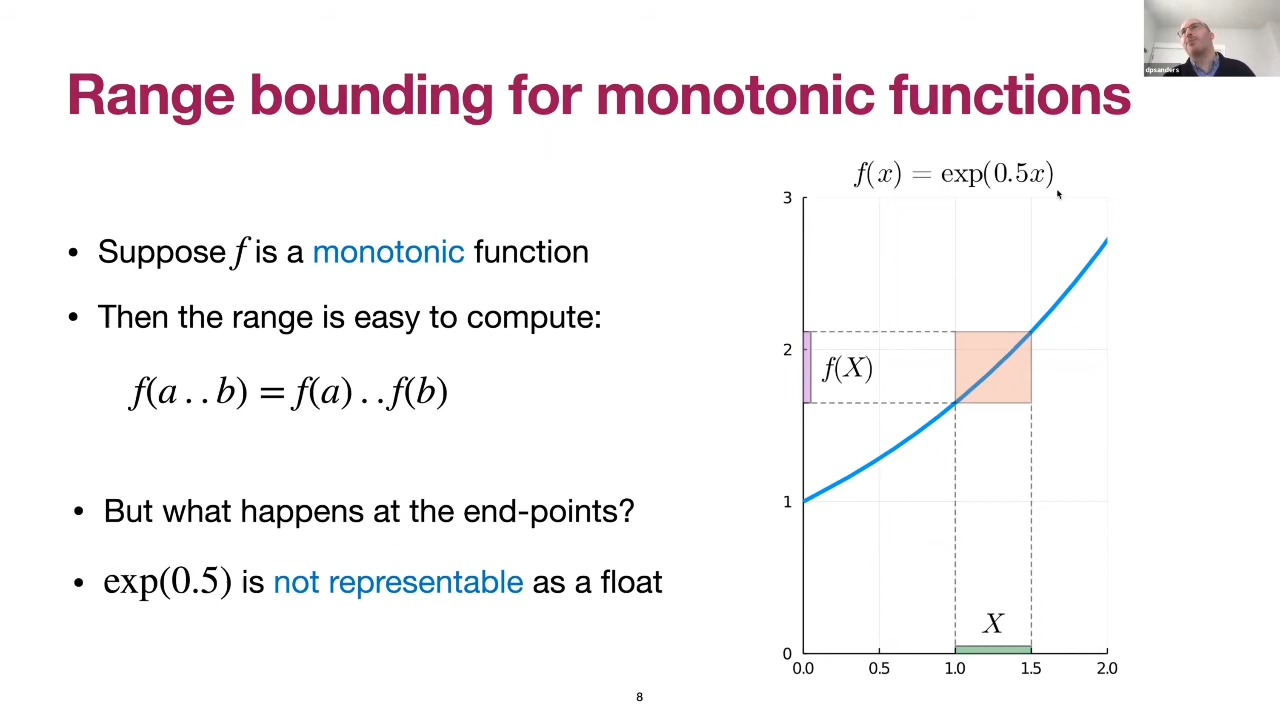 dpsanders
Range bounding for monotonic functions
• Suppose f is a monotonic function
• Then the range is easy to compute:
f(a . . b) = f(a) . . f(b)
• But what happens at the end-points?
• exp(0.5) is not representable as a float
f(x) = exp(0.5x)
3
2
f(X)
1
X
0
0.0 0.5 1.0 1.5 2.0
8